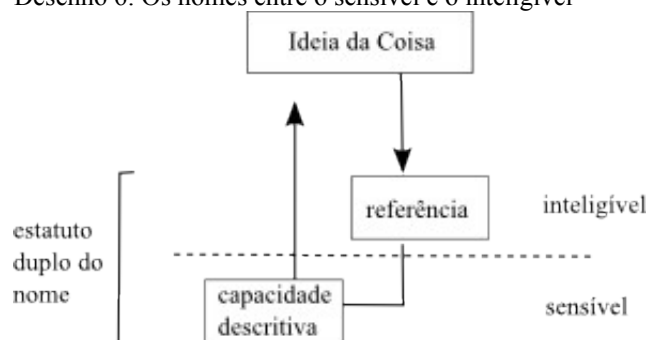 Desenho 6. Os nomes entre o sensível e o inteligível
Ideia da Coisa
referência
inteligível
estatuto
duplo do
nome
capacidade
descritiva
sensível